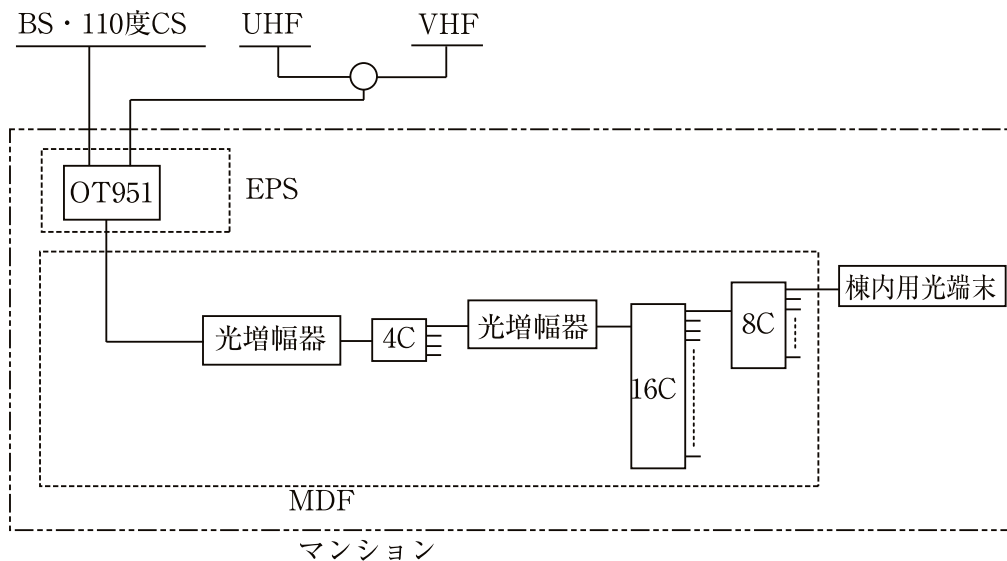 BS・110度CS
UHF
VHF
OT951
EPS
光増幅器
4C
光増幅器
16C
8C
棟内用光端末
MDF
マンション